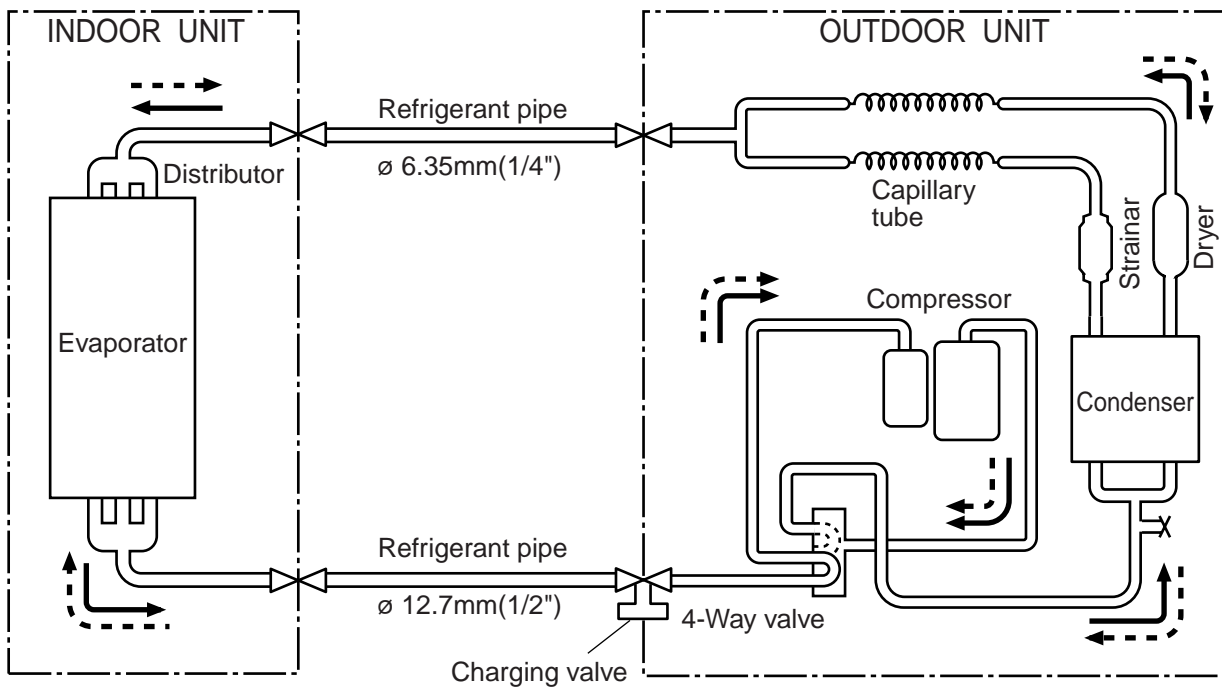 INDOOR UNIT
OUTDOOR UNIT
Refrigerant pipe
ø 6.35mm(1/4")
Distributor
Capillary
tube
Strainar
Dryer
Compressor
Evaporator
Condenser
Refrigerant pipe
ø 12.7mm(1/2")
4-Way valve
Charging valve